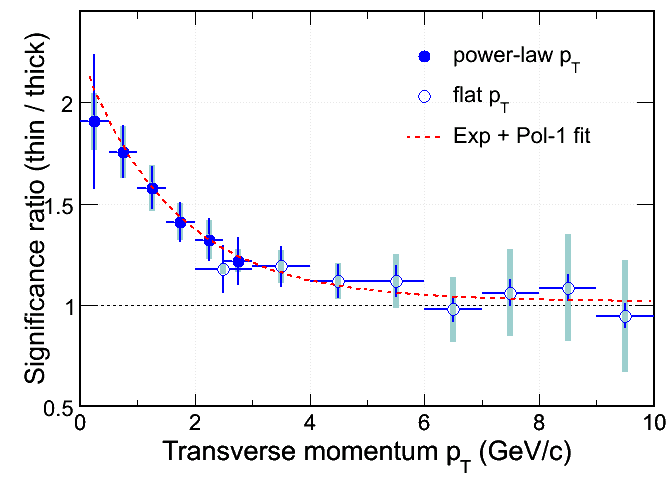 Significance ratio (thin / thick)
power-law p_T
flat p_T
Exp + Pol-1 fit
2
1.5
1
0.5
0 2 4 6 8 10
Transverse momentum p_T (GeV/c)